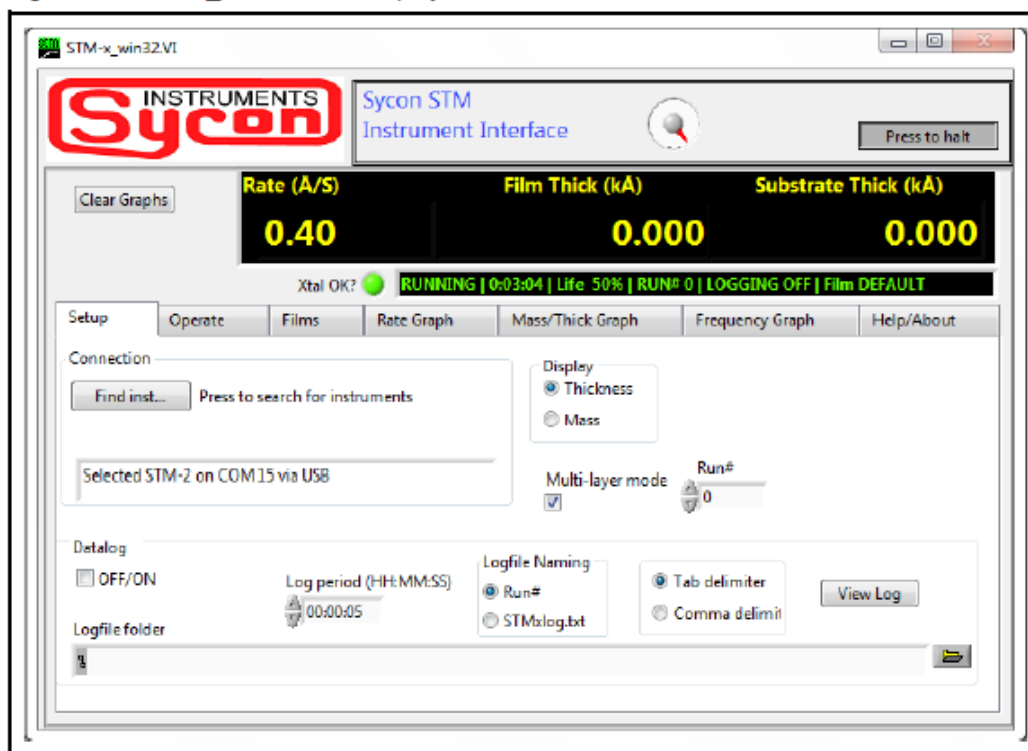 STM-x_win32.VI
INSTRUMENTS
Sycon
Sycon STM
Instrument Interface
Press to halt
Clear Graphs
Rate (Å/S) Film Thick (kÅ) Substrate Thick (kÅ)
0.40 0.000 0.000
Xtal OK? RUNNING | 0:03:04 | Life 50% | RUN# 0 | LOGGING OFF | Film DEFAULT
Setup Operate Films Rate Graph Mass/Thick Graph Frequency Graph Help/About
Connection
Find inst... Press to search for instruments
Selected STM-2 on COM15 via USB
Display
Thickness
Mass
Multi-layer mode
Run#
0
Datalog
OFF/ON
Log period (HH:MM:SS)
00:00:05
Logfile Naming
Run#
STMxlog.txt
Tab delimiter
Comma delimit
View Log
Logfile folder